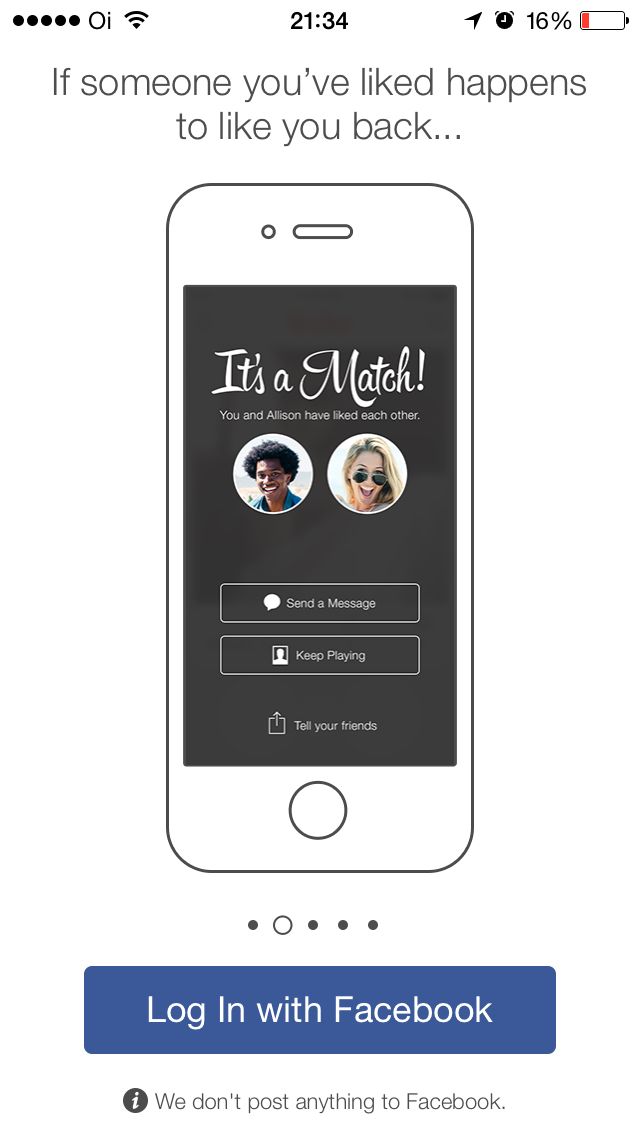 Oi 21:34 16%
If someone you’ve liked happens
to like you back...
It's a Match!
You and Allison have liked each other.
Send a Message
Keep Playing
Tell your friends
Log In with Facebook
We don't post anything to Facebook.